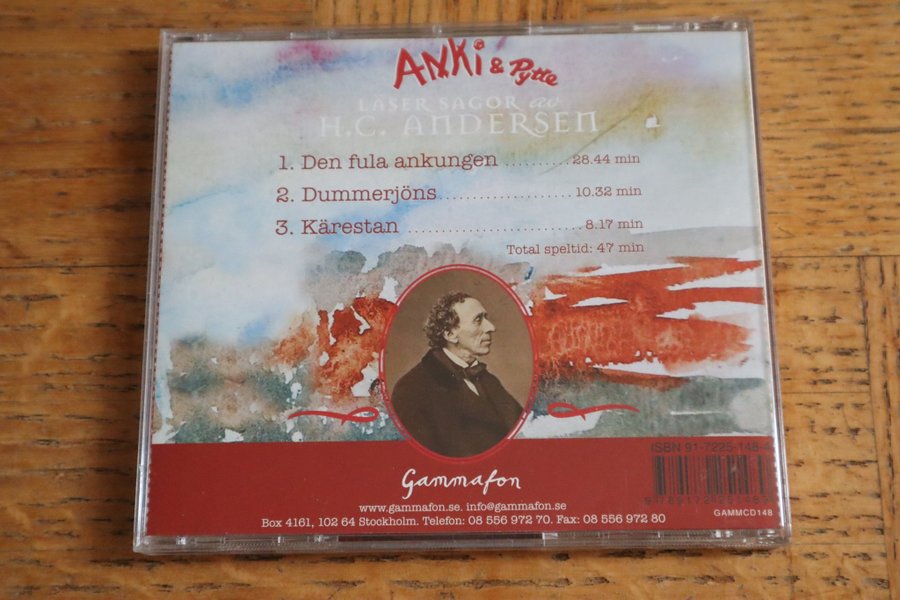 ANKi & Pytte
LÄSER SAGOR av
H.C. ANDERSEN
1. Den fula ankungen .......... 28.44 min
2. Dummerjöns ................... 10.32 min
3. Kärestan ......................... 8.17 min
Total speltid: 47 min
ISBN 91-7225-148-4
Gammafon
www.gammafon.se. info@gammafon.se
Box 4161, 102 64 Stockholm. Telefon: 08 556 972 70. Fax: 08 556 972 80
GAMMCD148